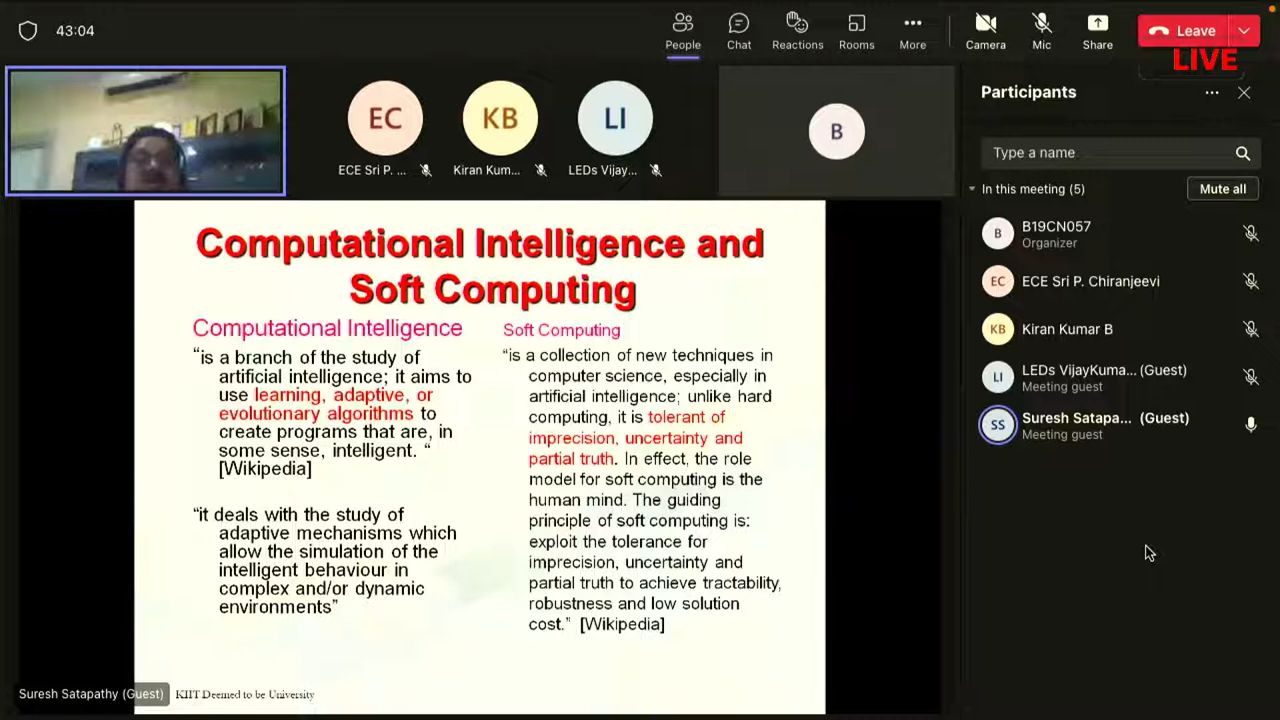 43:04
People
Chat
Reactions
Rooms
More
Camera
Mic
Share
Leave
LIVE
EC
KB
LI
B
ECE Sri P. ...
Kiran Kum...
LEDs Vijay...
Computational Intelligence and
Soft Computing
Computational Intelligence
“is a branch of the study of
artificial intelligence; it aims to
use learning, adaptive, or
evolutionary algorithms to
create programs that are, in
some sense, intelligent. “
[Wikipedia]
“it deals with the study of
adaptive mechanisms which
allow the simulation of the
intelligent behaviour in
complex and/or dynamic
environments”
Soft Computing
“is a collection of new techniques in
computer science, especially in
artificial intelligence; unlike hard
computing, it is tolerant of
imprecision, uncertainty and
partial truth. In effect, the role
model for soft computing is the
human mind. The guiding
principle of soft computing is:
exploit the tolerance for
imprecision, uncertainty and
partial truth to achieve tractability,
robustness and low solution
cost.” [Wikipedia]
Suresh Satapathy (Guest)
KIIT Deemed to be University
Participants
Type a name
In this meeting (5)
Mute all
B
B19CN057
Organizer
EC
ECE Sri P. Chiranjeevi
KB
Kiran Kumar B
LI
LEDs VijayKuma... (Guest)
Meeting guest
SS
Suresh Satapa... (Guest)
Meeting guest